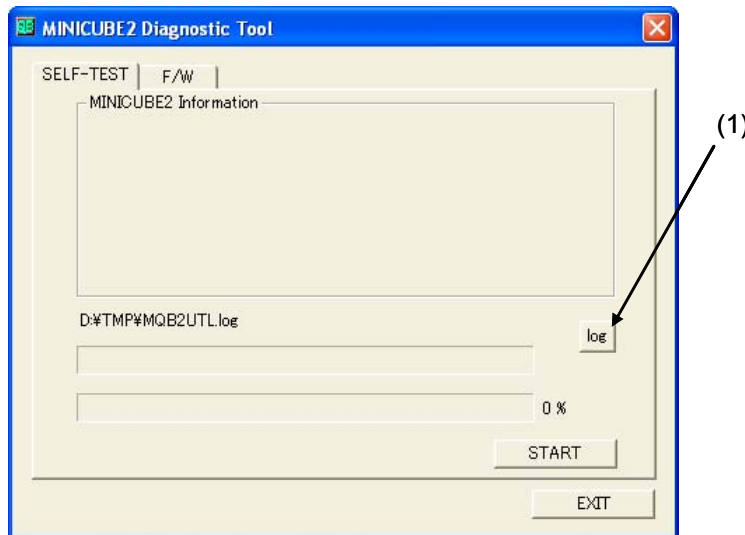 MINICUBE2 Diagnostic Tool
SELF-TEST
F/W
MINICUBE2 Information
(1)
D:¥TMP¥MQB2UTL.log
log
0 %
START
EXIT